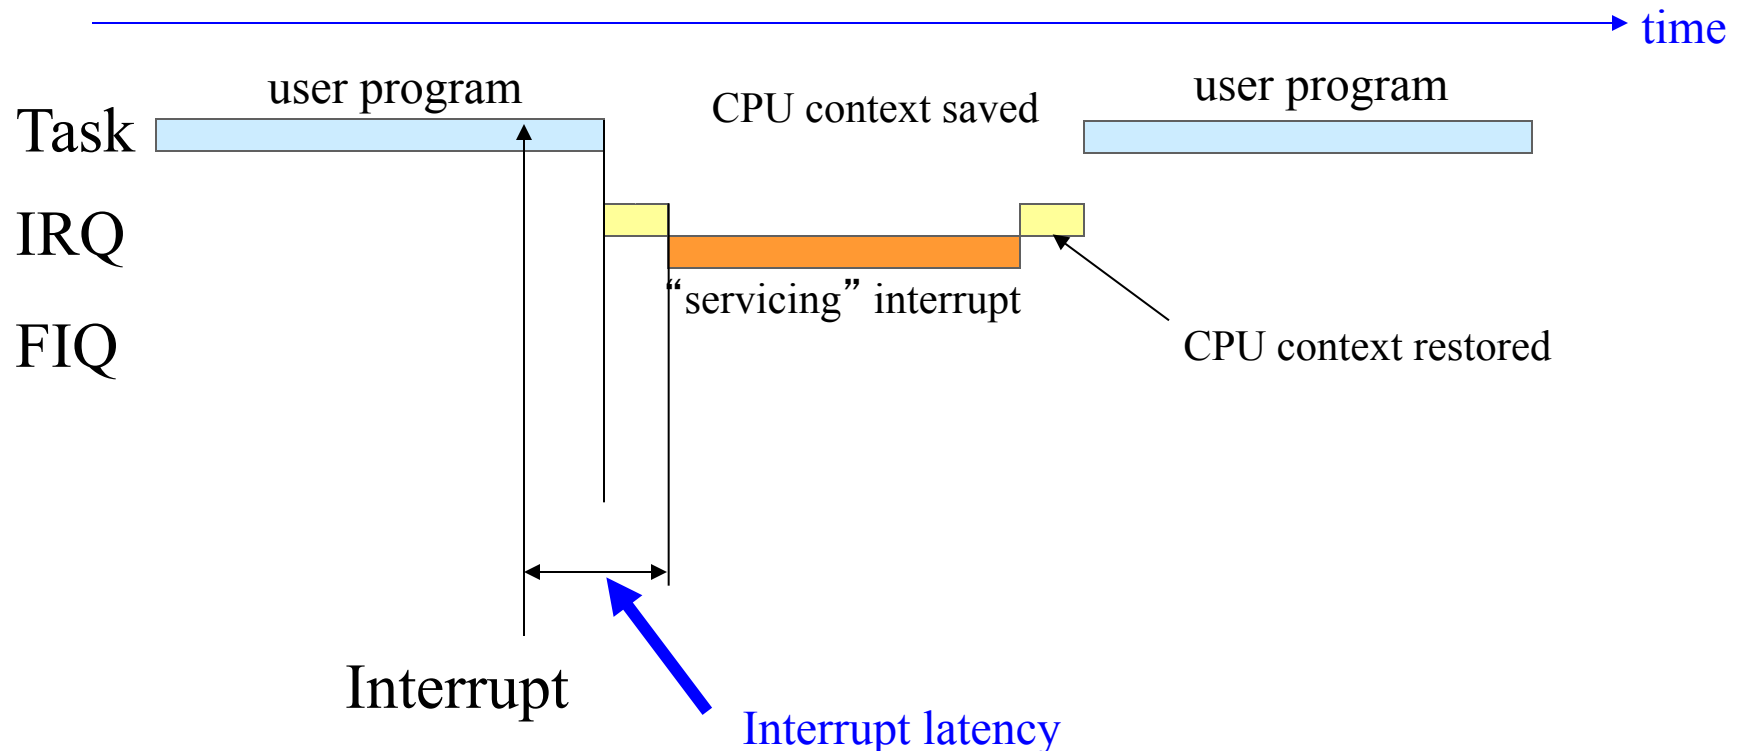 time
user program
CPU context saved
user program
Task
IRQ
“servicing” interrupt
FIQ
CPU context restored
Interrupt
Interrupt latency